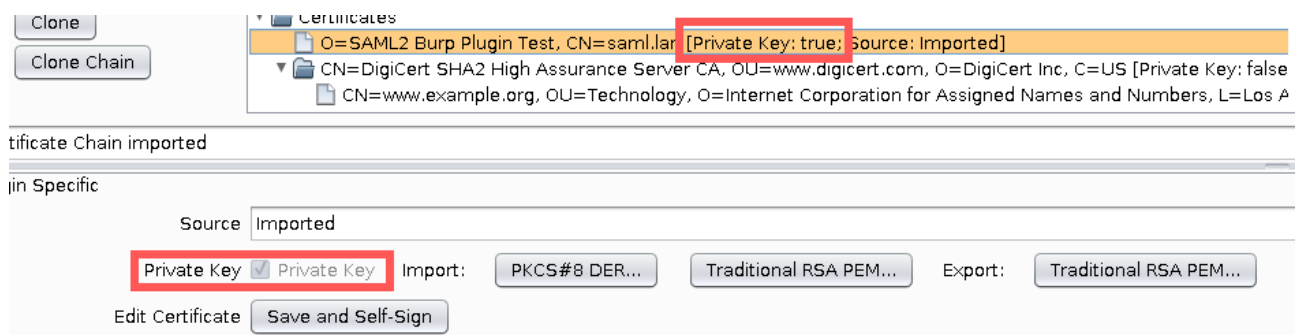 Clone
Certificates
O=SAML2 Burp Plugin Test, CN=saml.lan [Private Key: true; Source: Imported]
Clone Chain
CN=DigiCert SHA2 High Assurance Server CA, OU=www.digicert.com, O=DigiCert Inc, C=US [Private Key: false
CN=www.example.org, OU=Technology, O=Internet Corporation for Assigned Names and Numbers, L=Los A
tificate Chain imported
gin Specific
Source Imported
Private Key Private Key Import: PKCS#8 DER... Traditional RSA PEM... Export: Traditional RSA PEM...
Edit Certificate Save and Self-Sign